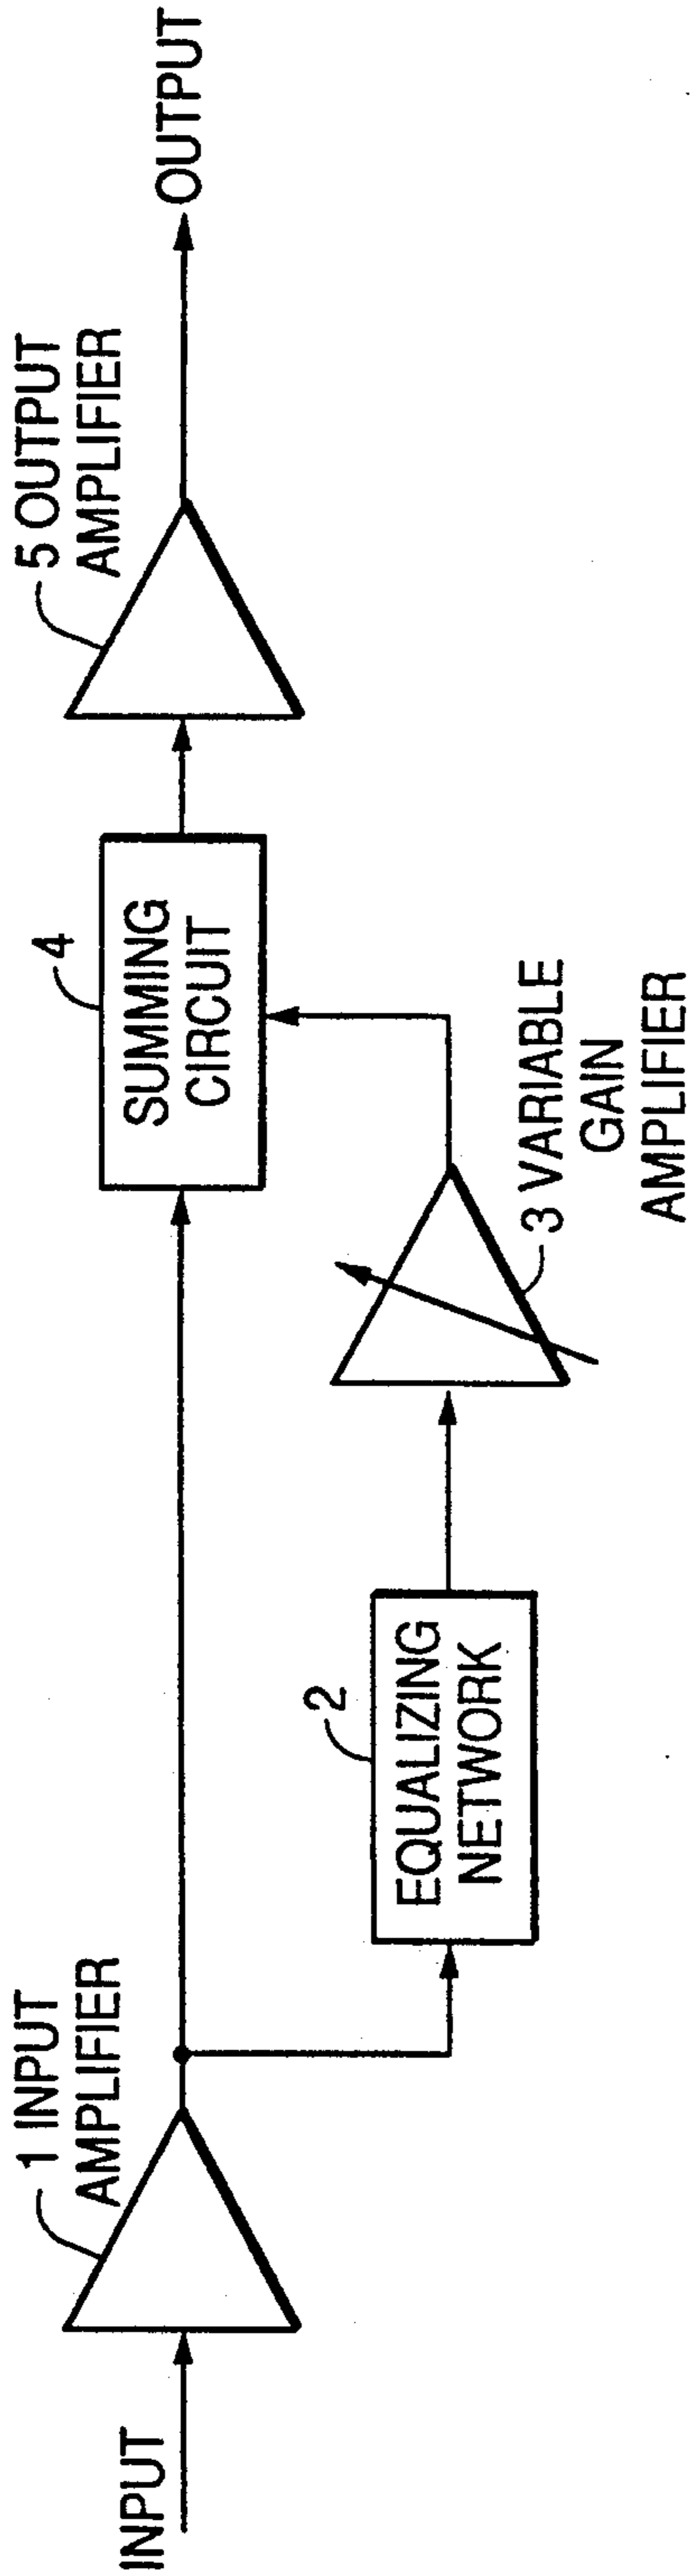 INPUT
1 INPUT
AMPLIFIER
2
EQUALIZING
NETWORK
3 VARIABLE
GAIN
AMPLIFIER
4
SUMMING
CIRCUIT
5 OUTPUT
AMPLIFIER
OUTPUT